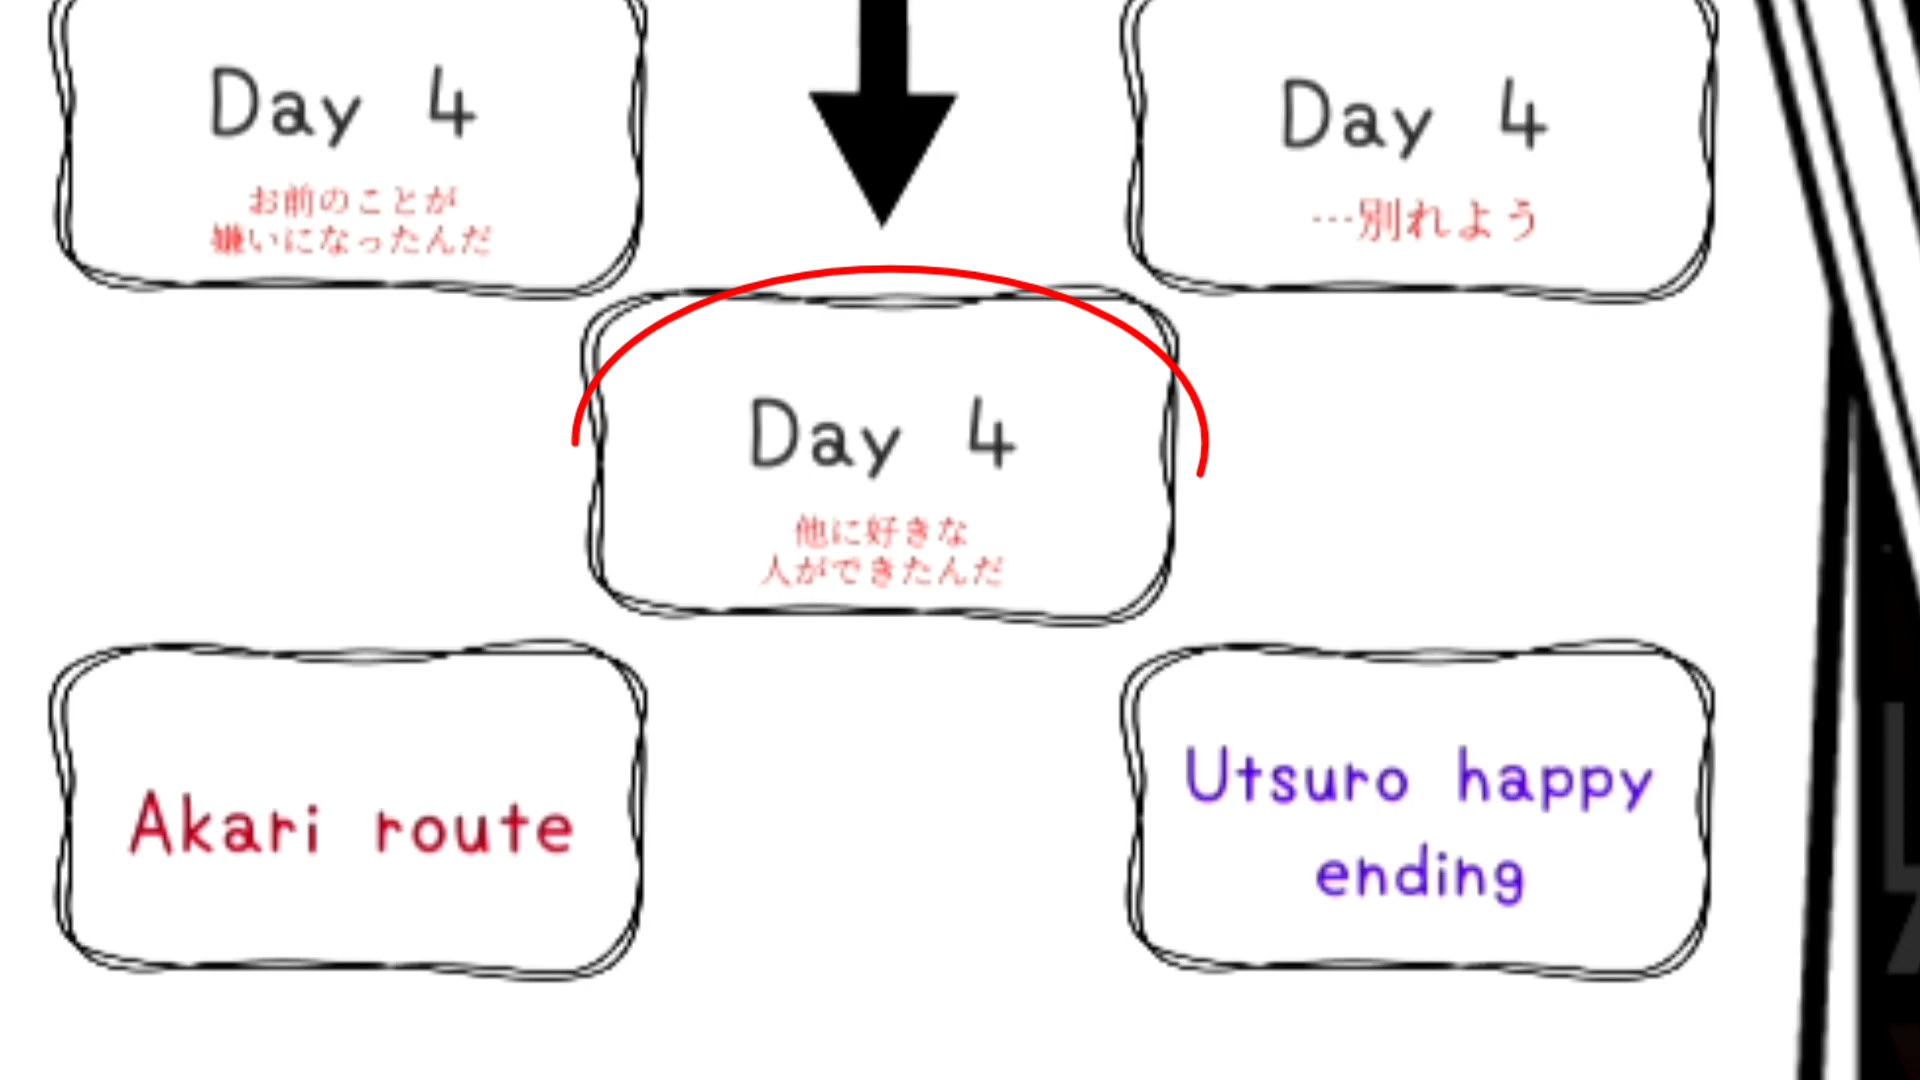 Day 4
お前のことが
嫌いになったんだ
Day 4
…別れよう
Day 4
他に好きな
人ができたんだ
Akari route
Utsuro happy
ending